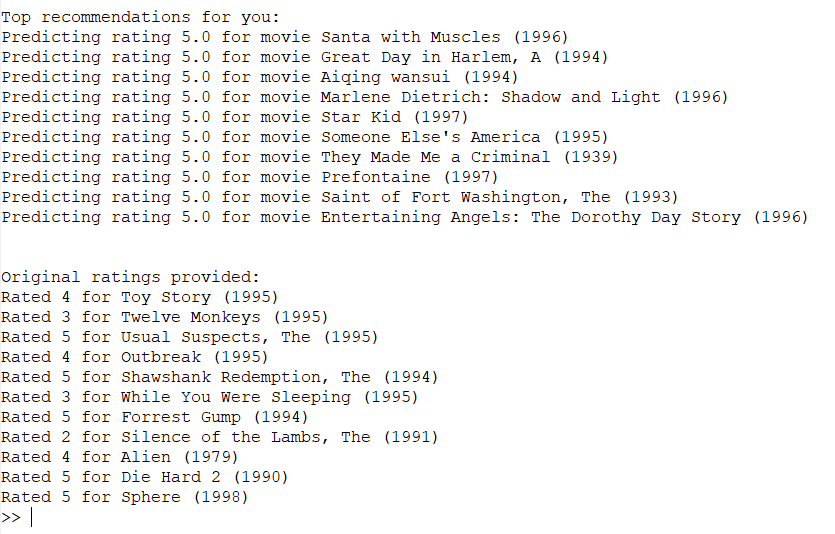 Top recommendations for you:
Predicting rating 5.0 for movie Santa with Muscles (1996)
Predicting rating 5.0 for movie Great Day in Harlem, A (1994)
Predicting rating 5.0 for movie Aiqing wansui (1994)
Predicting rating 5.0 for movie Marlene Dietrich: Shadow and Light (1996)
Predicting rating 5.0 for movie Star Kid (1997)
Predicting rating 5.0 for movie Someone Else's America (1995)
Predicting rating 5.0 for movie They Made Me a Criminal (1939)
Predicting rating 5.0 for movie Prefontaine (1997)
Predicting rating 5.0 for movie Saint of Fort Washington, The (1993)
Predicting rating 5.0 for movie Entertaining Angels: The Dorothy Day Story (1996)
Original ratings provided:
Rated 4 for Toy Story (1995)
Rated 3 for Twelve Monkeys (1995)
Rated 5 for Usual Suspects, The (1995)
Rated 4 for Outbreak (1995)
Rated 5 for Shawshank Redemption, The (1994)
Rated 3 for While You Were Sleeping (1995)
Rated 5 for Forrest Gump (1994)
Rated 2 for Silence of the Lambs, The (1991)
Rated 4 for Alien (1979)
Rated 5 for Die Hard 2 (1990)
Rated 5 for Sphere (1998)
>>